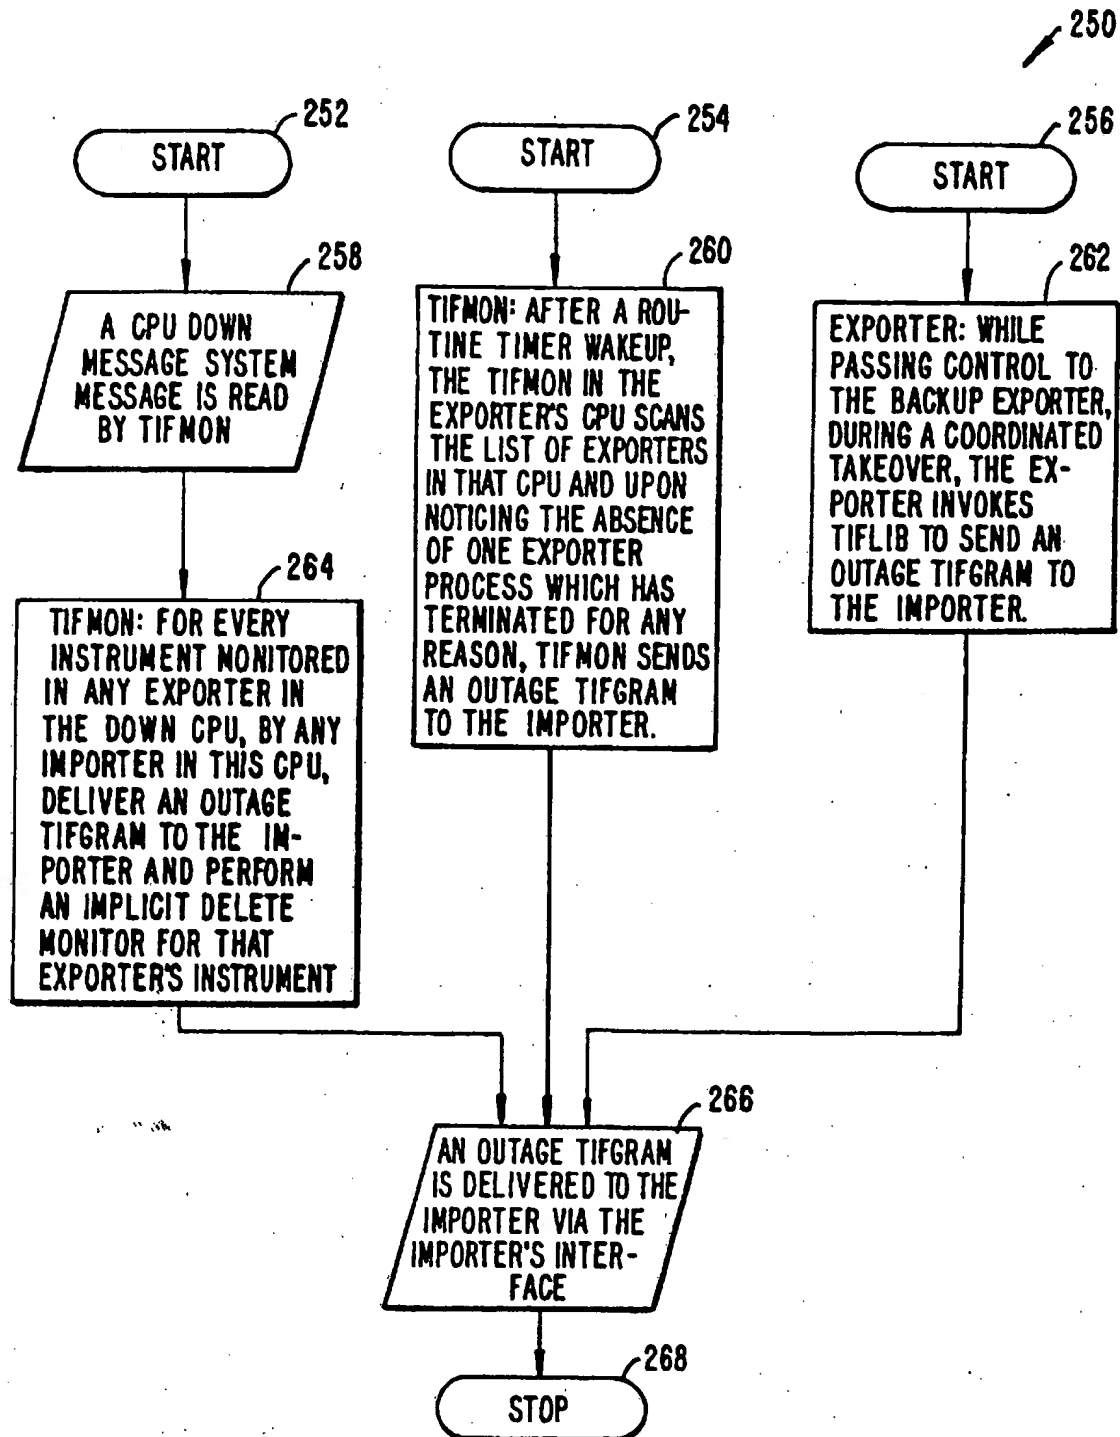 250
252
START
254
START
256
START
258
A CPU DOWN
MESSAGE SYSTEM
MESSAGE IS READ
BY TIFMON
260
TIFMON: AFTER A ROU-
TINE TIMER WAKEUP,
THE TIFMON IN THE
EXPORTER'S CPU SCANS
THE LIST OF EXPORTERS
IN THAT CPU AND UPON
NOTICING THE ABSENCE
OF ONE EXPORTER
PROCESS WHICH HAS
TERMINATED FOR ANY
REASON, TIFMON SENDS
AN OUTAGE TIFGRAM
TO THE IMPORTER.
262
EXPORTER: WHILE
PASSING CONTROL TO
THE BACKUP EXPORTER,
DURING A COORDINATED
TAKEOVER, THE EX-
PORTER INVOKES
TIFLIB TO SEND AN
OUTAGE TIFGRAM TO
THE IMPORTER.
264
TIFMON: FOR EVERY
INSTRUMENT MONITORED
IN ANY EXPORTER IN
THE DOWN CPU, BY ANY
IMPORTER IN THIS CPU,
DELIVER AN OUTAGE
TIFGRAM TO THE IM-
PORTER AND PERFORM
AN IMPLICIT DELETE
MONITOR FOR THAT
EXPORTER'S INSTRUMENT
266
AN OUTAGE TIFGRAM
IS DELIVERED TO THE
IMPORTER VIA THE
IMPORTER'S INTER-
FACE
268
STOP